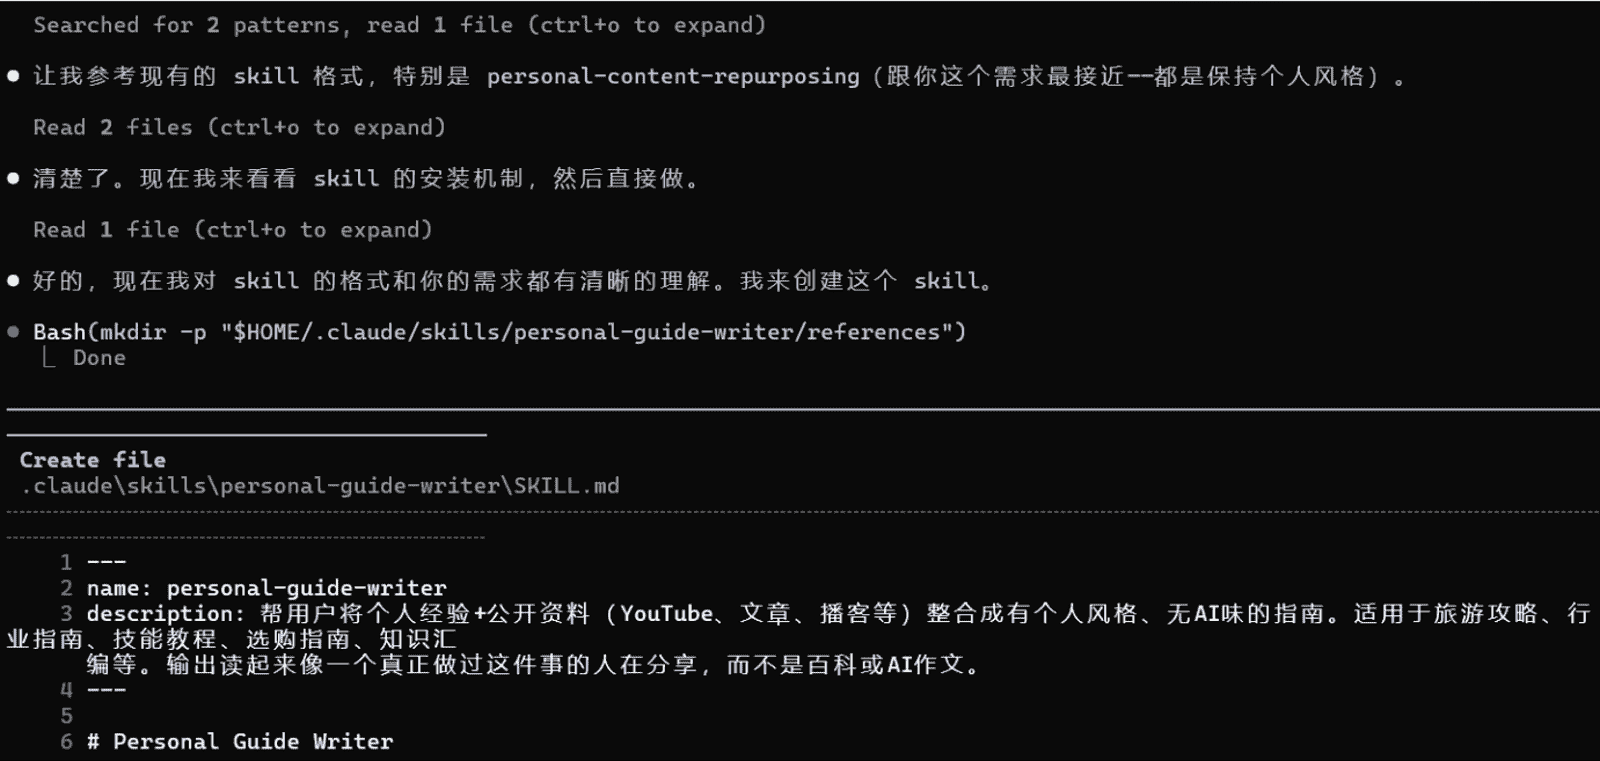 Searched for 2 patterns, read 1 file (ctrl+o to expand)
● 让我参考现有的 skill 格式，特别是 personal-content-repurposing（跟你这个需求最接近——都是保持个人风格）。
Read 2 files (ctrl+o to expand)
● 清楚了。现在我来看看 skill 的安装机制，然后直接做。
Read 1 file (ctrl+o to expand)
● 好的，现在我对 skill 的格式和你的需求都有清晰的理解。我来创建这个 skill。
● Bash(mkdir -p "$HOME/.claude/skills/personal-guide-writer/references")
⎿ Done
Create file
.claude\skills\personal-guide-writer\SKILL.md
1 ---
2 name: personal-guide-writer
3 description: 帮用户将个人经验+公开资料（YouTube、文章、播客等）整合成有个人风格、无AI味的指南。适用于旅游攻略、行
业指南、技能教程、选购指南、知识汇
编等。输出读起来像一个真正做过这件事的人在分享，而不是百科或AI作文。
4 ---
5
6 # Personal Guide Writer